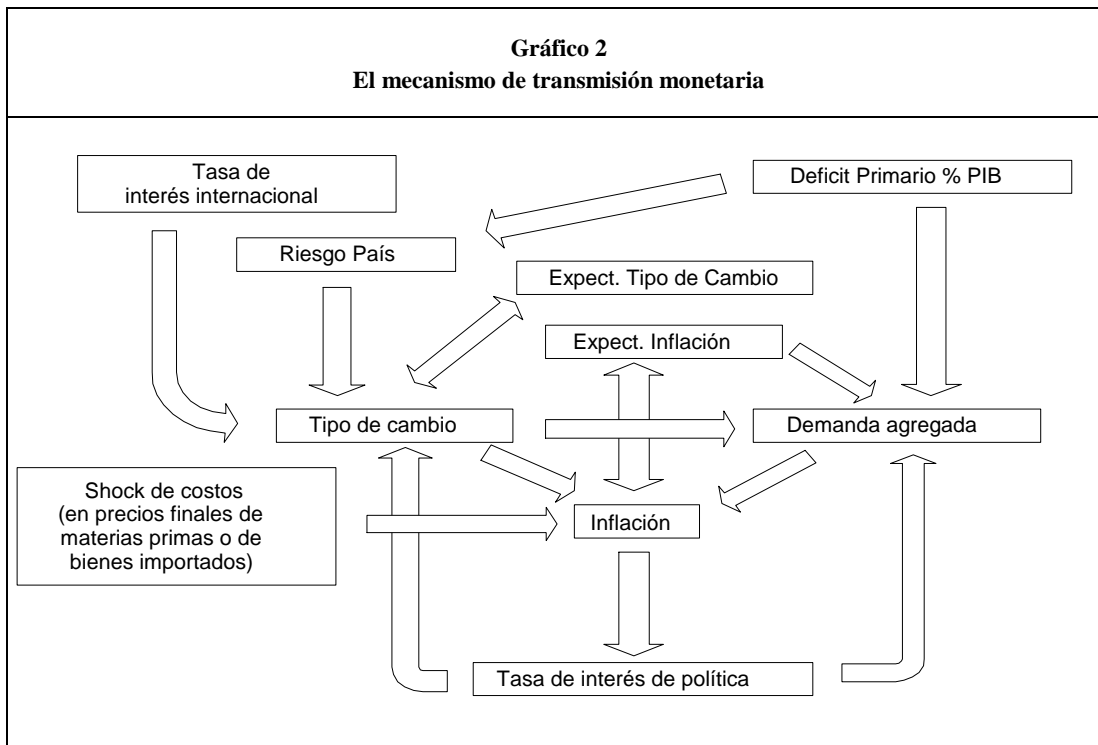 Gráfico 2
El mecanismo de transmisión monetaria
Tasa de
interés internacional
Deficit Primario % PIB
Riesgo País
Expect. Tipo de Cambio
Expect. Inflación
Tipo de cambio
Demanda agregada
Shock de costos
(en precios finales de
materias primas o de
bienes importados)
Inflación
Tasa de interés de política